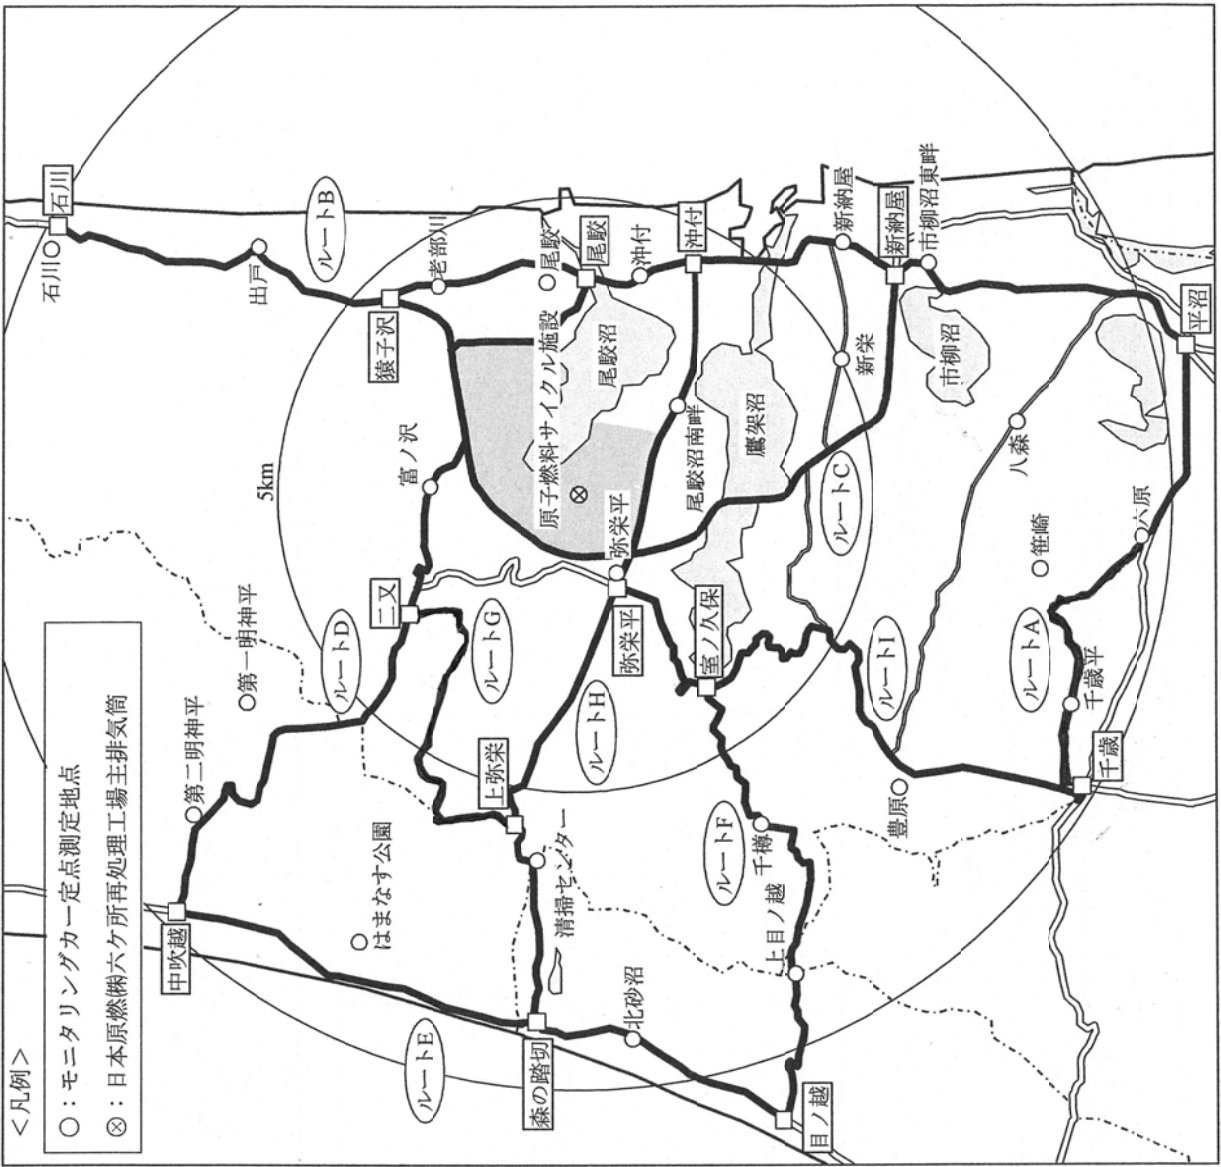 ＜凡例＞
○：モニタリングカー定点測定地点
⊗：日本原燃㈱六ケ所再処理工場主排気筒
石川
石川
出戸
ルートB
猿子沢
老部川
尾駮
尾駮
沖付
沖付
新納屋
新納屋
市柳沼東畔
平沼
5km
富ノ沢
原子燃料サイクル施設
尾駮沼
尾駮沼南畔
鷹架沼
新栄
市柳沼
八森
ルートC
六原
笹崎
弥栄平
弥栄平
二又
第一明神平
ルートD
ルートG
室ノ久保
ルートI
ルートA
千歳平
千歳
第二明神平
上弥栄
ルートH
豊原
千樽
ルートF
はまなす公園
清掃センター
上目ノ越
中吹越
北砂沼
ルートE
森の踏切
目ノ越